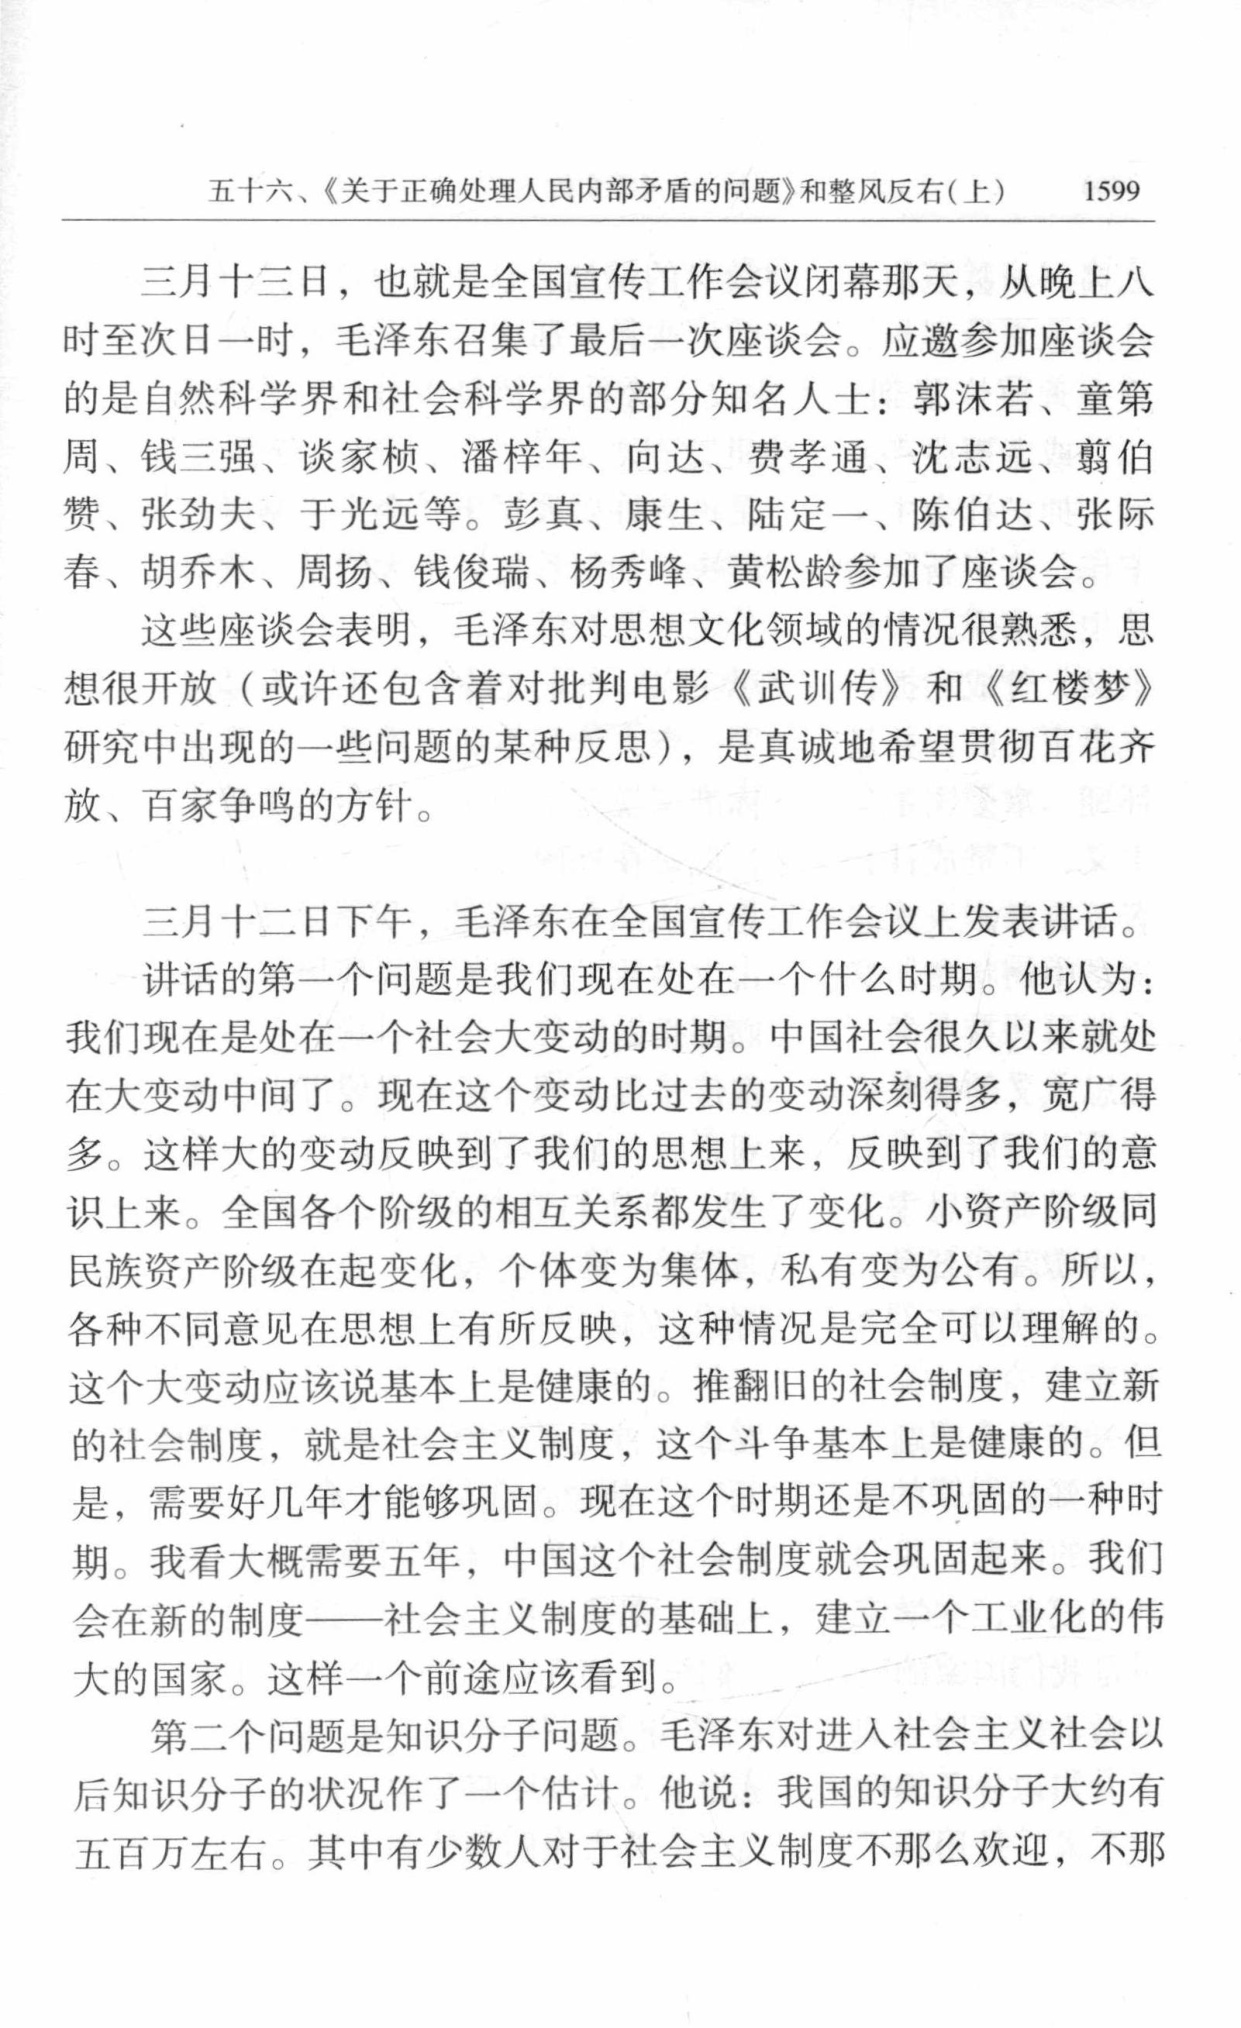 五十六、《关于正确处理人民内部矛盾的问题》和整风反右(上) 1599
三月十三日，也就是全国宣传工作会议闭幕那天，从晚上八
时至次日一时，毛泽东召集了最后一次座谈会。应邀参加座谈会
的是自然科学界和社会科学界的部分知名人士：郭沫若、童第
周、钱三强、谈家桢、潘梓年、向达、费孝通、沈志远、翦伯
赞、张劲夫、于光远等。彭真、康生、陆定一、陈伯达、张际
春、胡乔木、周扬、钱俊瑞、杨秀峰、黄松龄参加了座谈会。
这些座谈会表明，毛泽东对思想文化领域的情况很熟悉，思
想很开放（或许还包含着对批判电影《武训传》和《红楼梦》
研究中出现的一些问题的某种反思），是真诚地希望贯彻百花齐
放、百家争鸣的方针。
三月十二日下午，毛泽东在全国宣传工作会议上发表讲话。
讲话的第一个问题是我们现在处在一个什么时期。他认为：
我们现在是处在一个社会大变动的时期。中国社会很久以来就处
在大变动中间了。现在这个变动比过去的变动深刻得多，宽广得
多。这样大的变动反映到了我们的思想上来，反映到了我们的意
识上来。全国各个阶级的相互关系都发生了变化。小资产阶级同
民族资产阶级在起变化，个体变为集体，私有变为公有。所以，
各种不同意见在思想上有所反映，这种情况是完全可以理解的。
这个大变动应该说基本上是健康的。推翻旧的社会制度，建立新
的社会制度，就是社会主义制度，这个斗争基本上是健康的。但
是，需要好几年才能够巩固。现在这个时期还是不巩固的一种时
期。我看大概需要五年，中国这个社会制度就会巩固起来。我们
会在新的制度——社会主义制度的基础上，建立一个工业化的伟
大的国家。这样一个前途应该看到。
第二个问题是知识分子问题。毛泽东对进入社会主义社会以
后知识分子的状况作了一个估计。他说：我国的知识分子大约有
五百万左右。其中有少数人对于社会主义制度不那么欢迎，不那